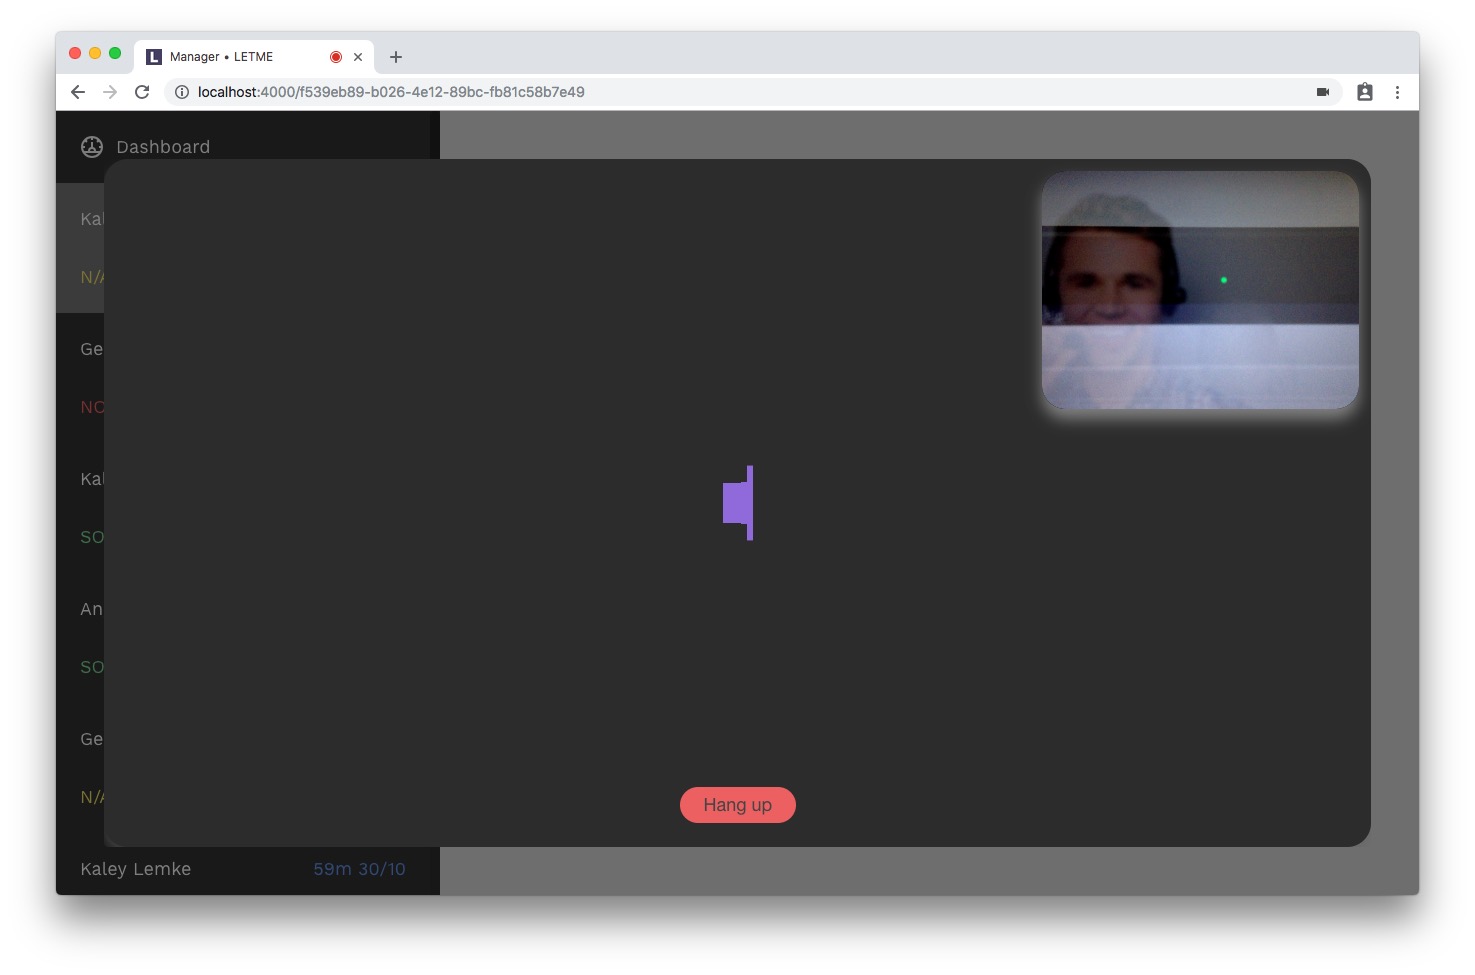 L Manager • LETME
localhost:4000/f539eb89-b026-4e12-89bc-fb81c58b7e49
Dashboard
Kal
N/A
Ge
NO
Kal
SO
An
SO
Ge
N/A
Kaley Lemke 59m 30/10
Hang up